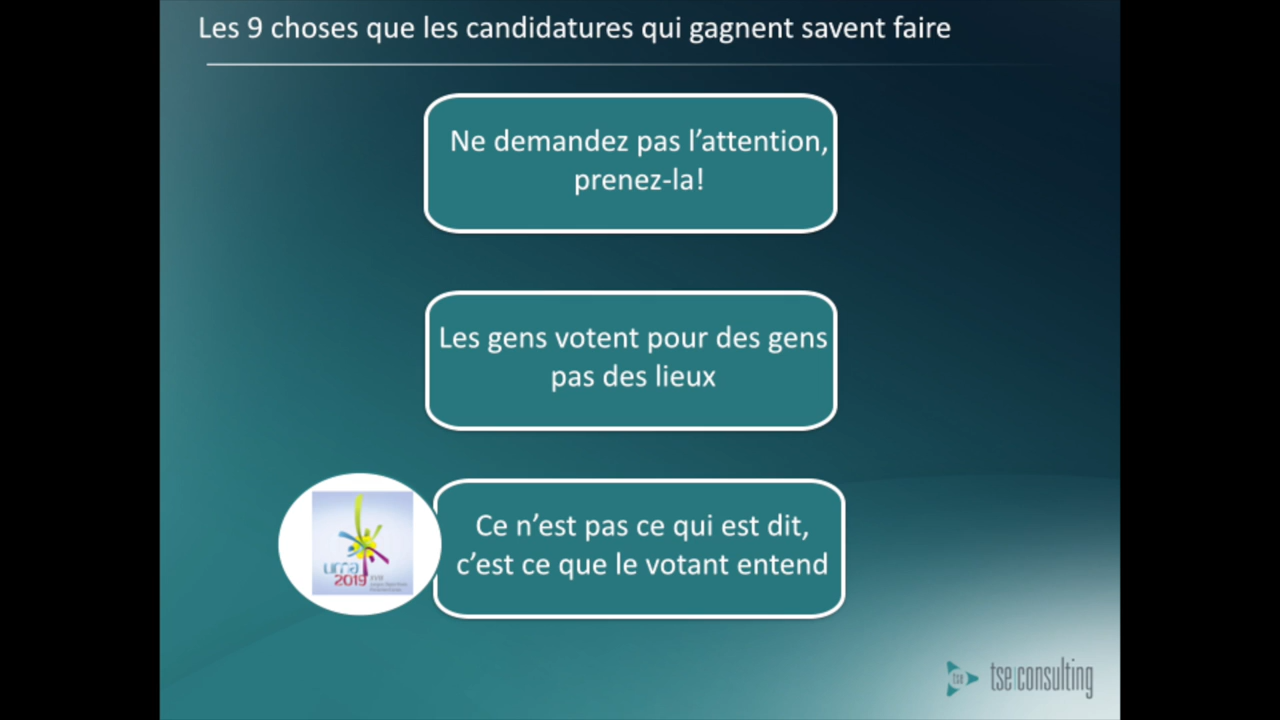 Les 9 choses que les candidatures qui gagnent savent faire
Ne demandez pas l’attention,
prenez-la!
Les gens votent pour des gens
pas des lieux
Ce n’est pas ce qui est dit,
c’est ce que le votant entend
2019
tse
tse consulting